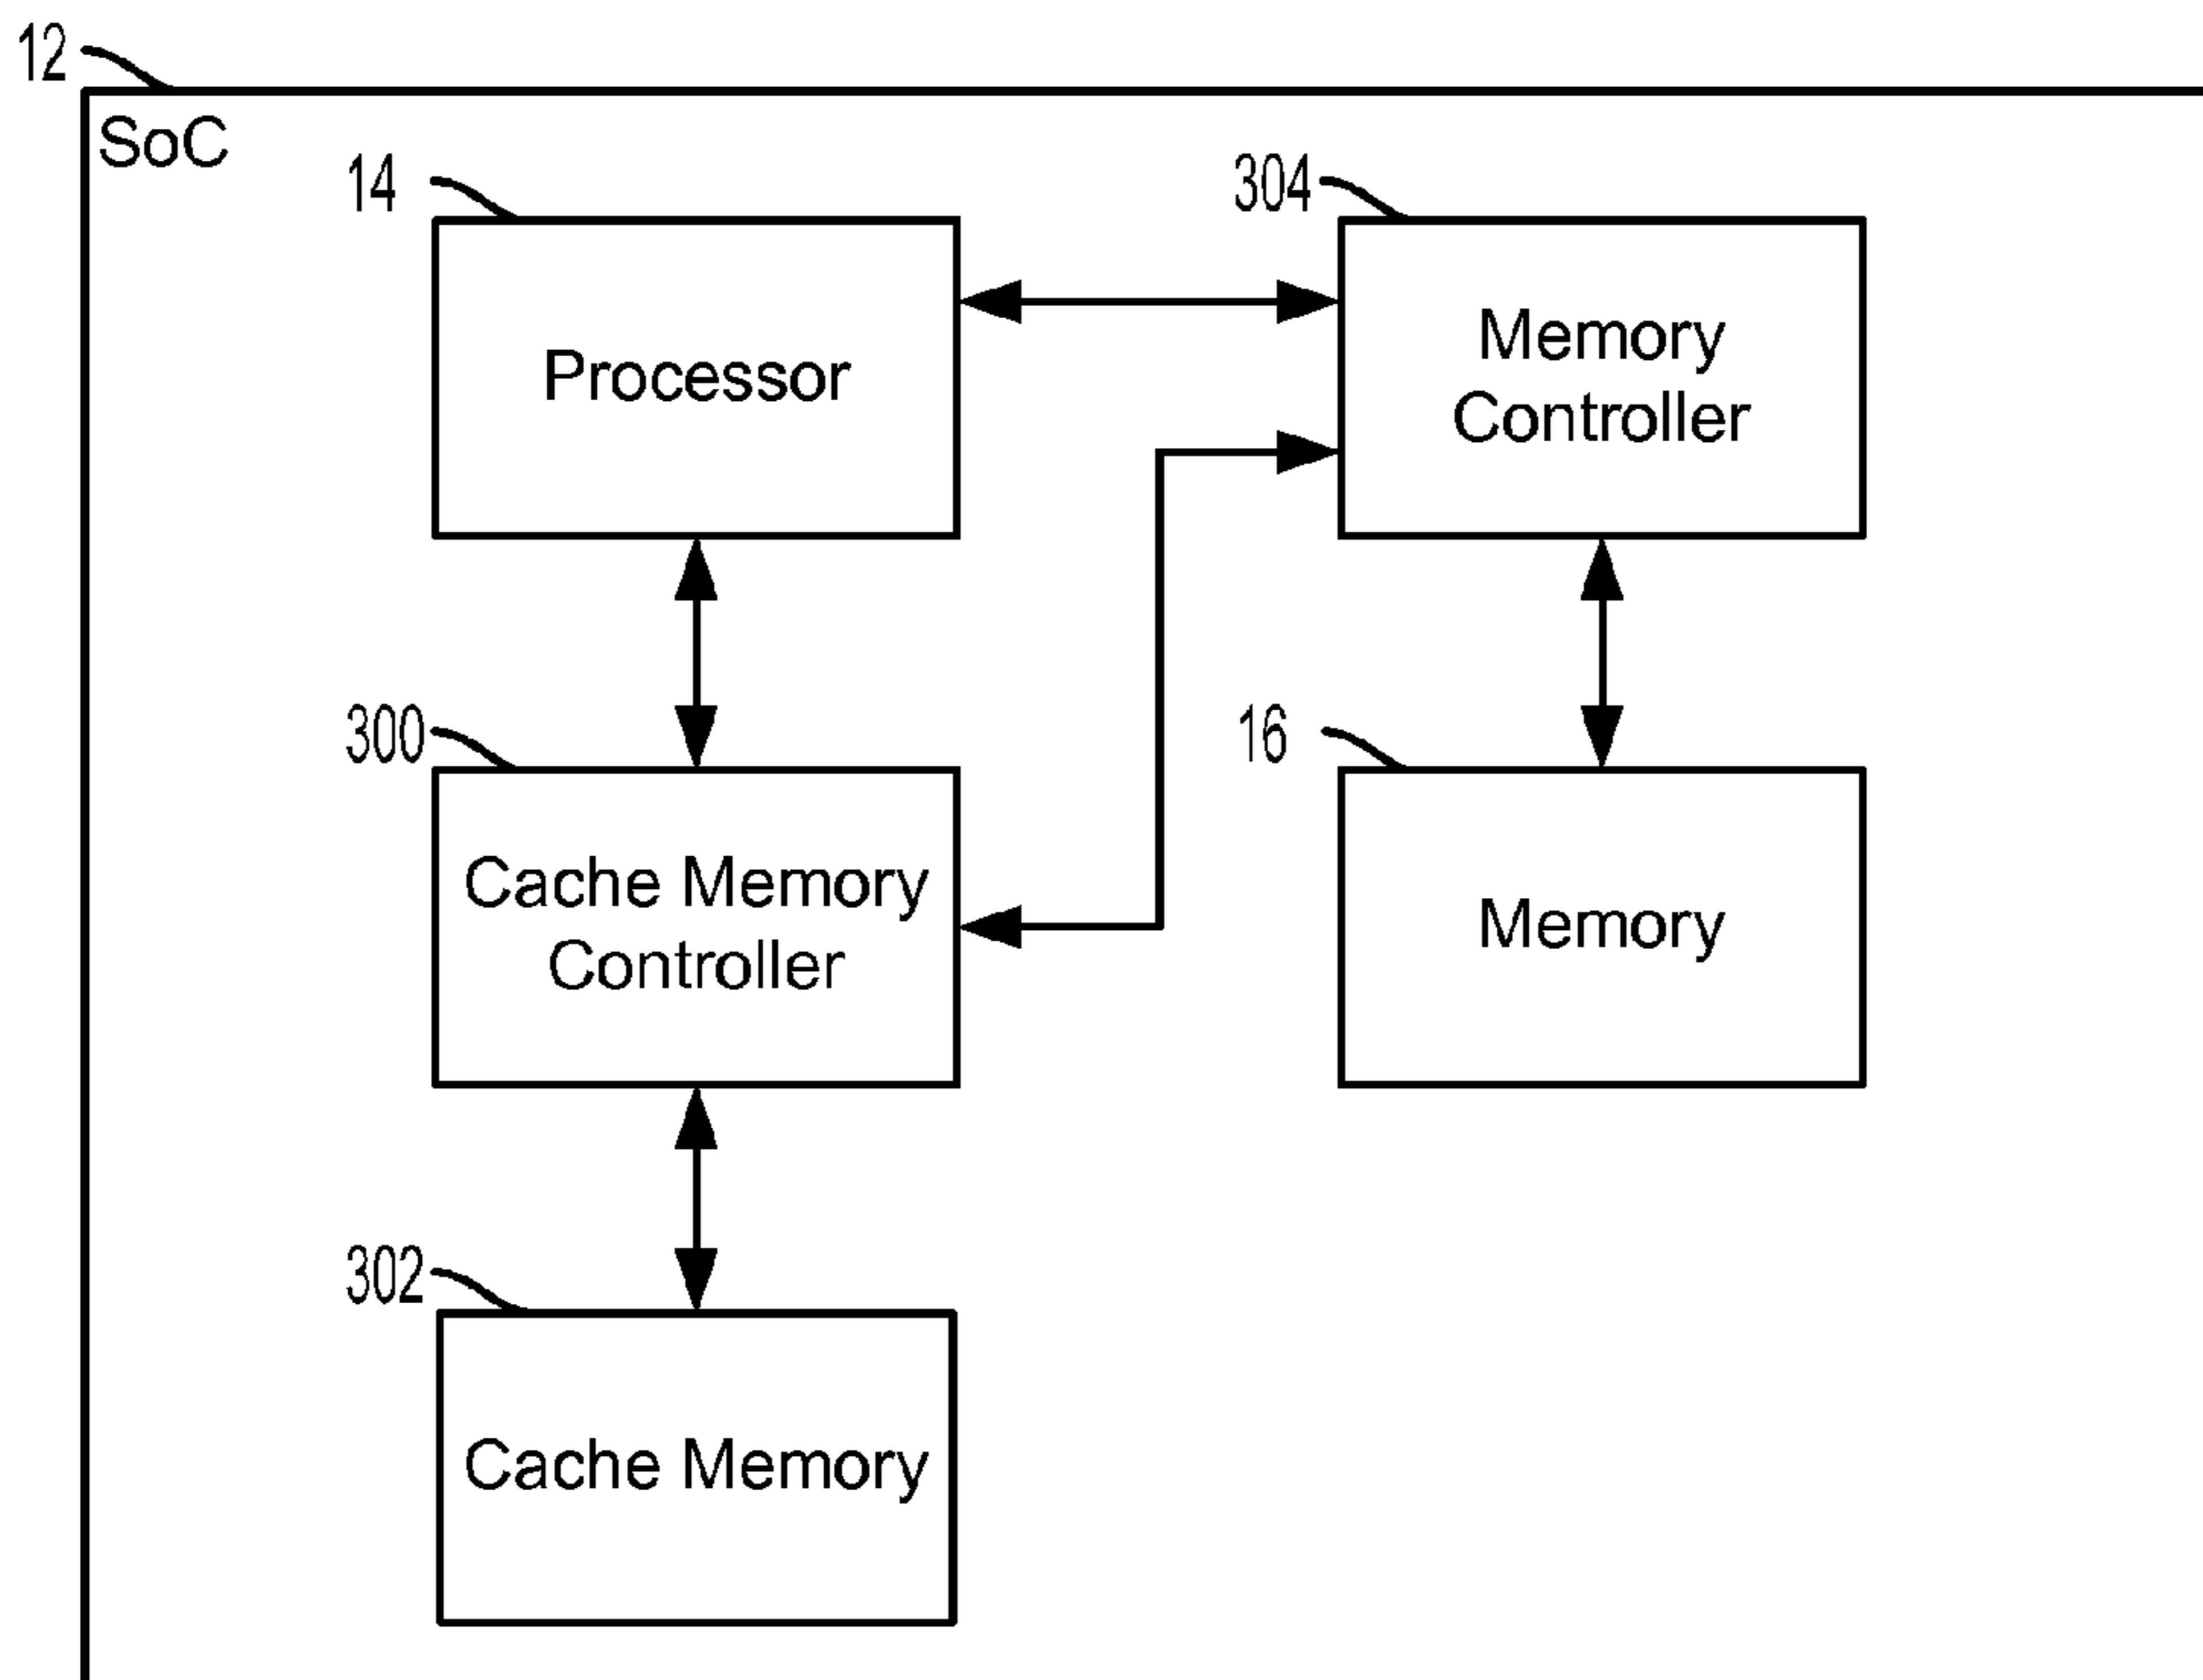 12
SoC
14
304
Processor
Memory
Controller
300
16
Cache Memory
Controller
Memory
302
Cache Memory